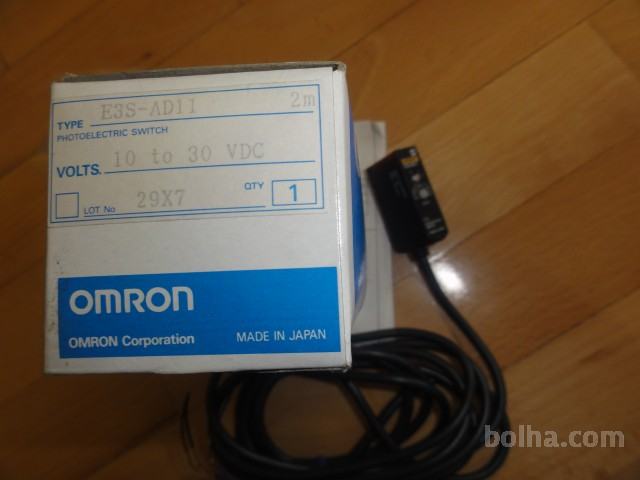 TYPE E3S-AD11 2m
PHOTOELECTRIC SWITCH
VOLTS. 10 to 30 VDC
LOT No 29X7 QTY 1
OMRON
OMRON Corporation MADE IN JAPAN
bolha.com